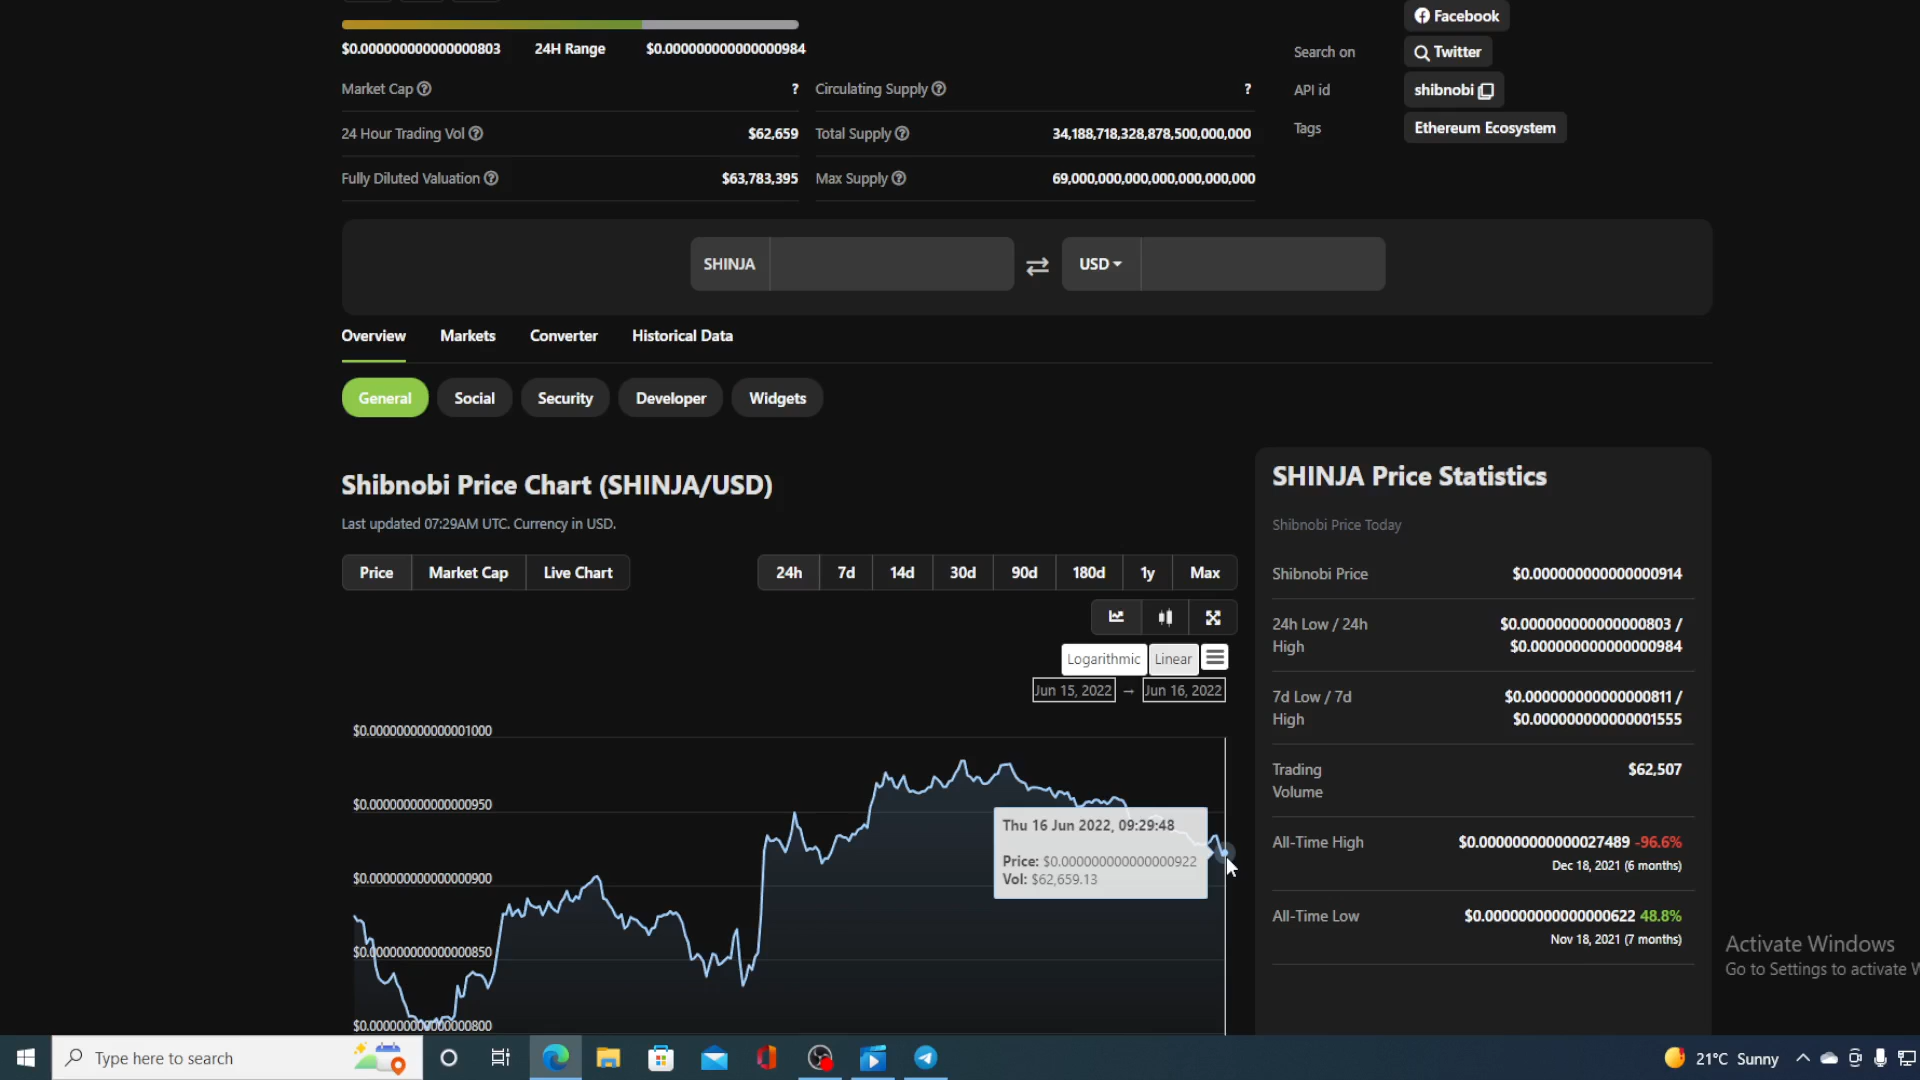 Facebook
$0.000000000000000803 24H Range $0.000000000000000984
Search on Twitter
Market Cap ? Circulating Supply ?
API id shibnobi
24 Hour Trading Vol $62,659 Total Supply 34,188,718,328,878,500,000,000
Tags Ethereum Ecosystem
Fully Diluted Valuation $63,783,395 Max Supply 69,000,000,000,000,000,000,000
SHINJA USD
Overview Markets Converter Historical Data
General Social Security Developer Widgets
Shibnobi Price Chart (SHINJA/USD)
Last updated 07:29AM UTC. Currency in USD.
Price Market Cap Live Chart 24h 7d 14d 30d 90d 180d 1y Max
Logarithmic Linear
Jun 15, 2022 → Jun 16, 2022
$0.000000000000001000
$0.000000000000000950
$0.000000000000000900
$0.000000000000000850
$0.000000000000000800
Thu 16 Jun 2022, 09:29:48
Price: $0.000000000000000922
Vol: $62,659.13
SHINJA Price Statistics
Shibnobi Price Today
Shibnobi Price $0.000000000000000914
24h Low / 24h $0.000000000000000803 /
High $0.000000000000000984
7d Low / 7d $0.000000000000000811 /
High $0.000000000000001555
Trading $62,507
Volume
All-Time High $0.000000000000027489 -96.6%
Dec 18, 2021 (6 months)
All-Time Low $0.000000000000000622 48.8%
Nov 18, 2021 (7 months)
Activate Windows
Go to Settings to activate W
Type here to search
21°C Sunny